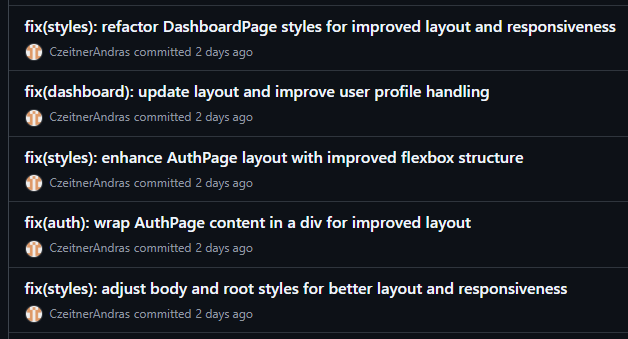 fix(styles): refactor DashboardPage styles for improved layout and responsiveness
CzeitnerAndras committed 2 days ago
fix(dashboard): update layout and improve user profile handling
CzeitnerAndras committed 2 days ago
fix(styles): enhance AuthPage layout with improved flexbox structure
CzeitnerAndras committed 2 days ago
fix(auth): wrap AuthPage content in a div for improved layout
CzeitnerAndras committed 2 days ago
fix(styles): adjust body and root styles for better layout and responsiveness
CzeitnerAndras committed 2 days ago